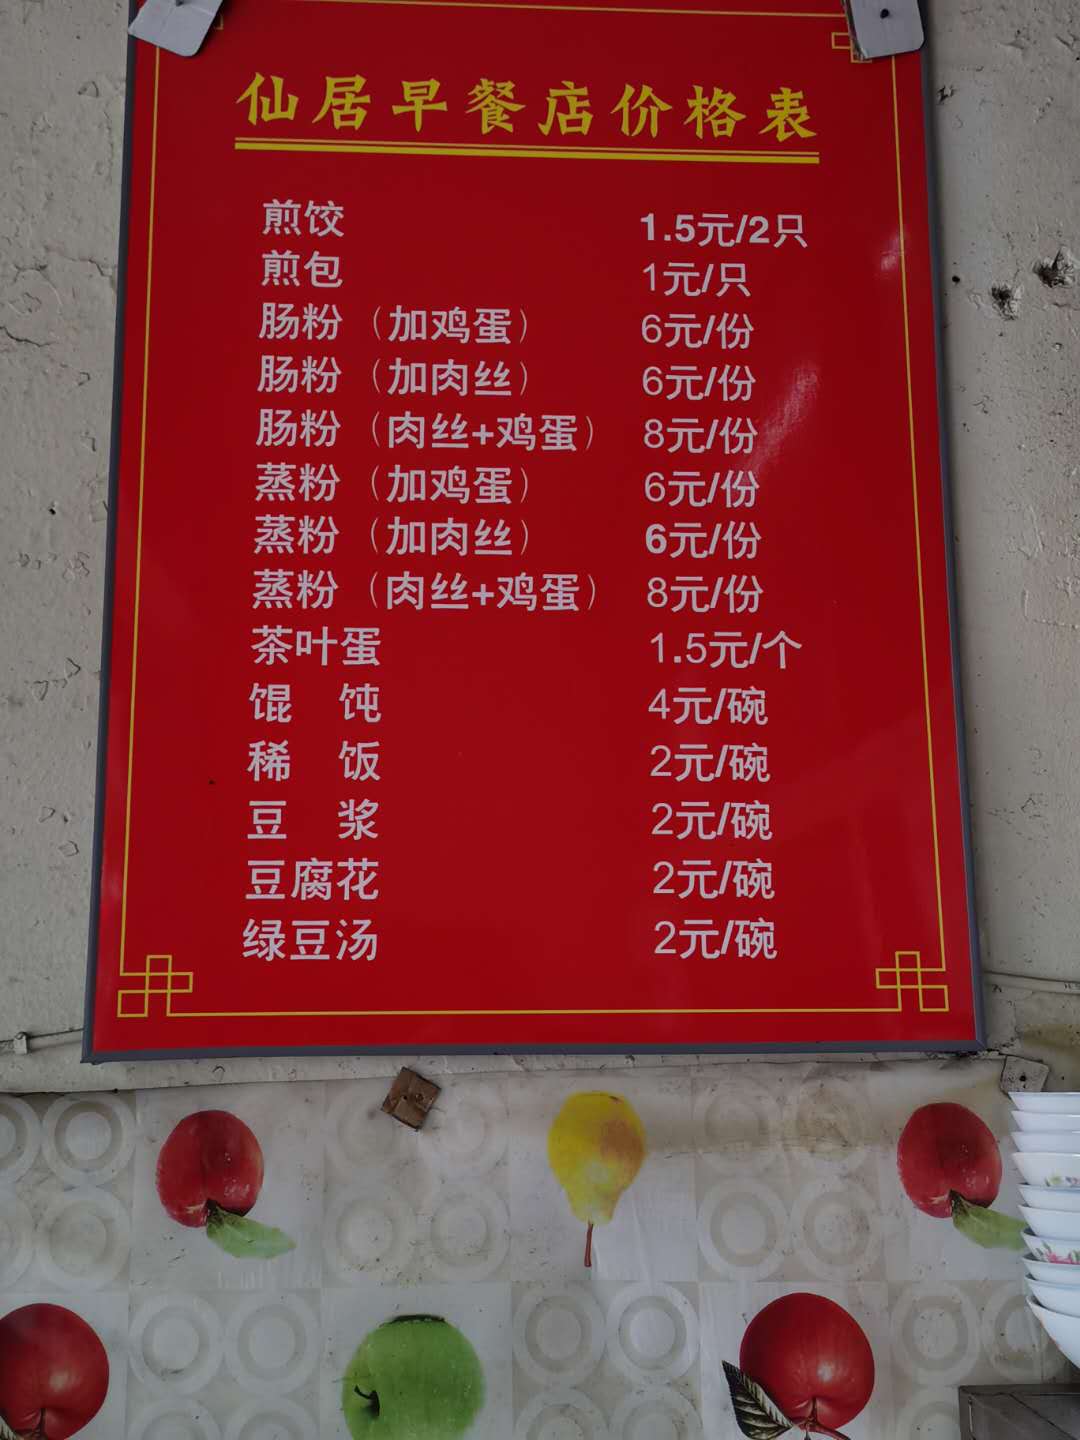 仙居早餐店价格表
煎饺 1.5元/2只
煎包 1元/只
肠粉（加鸡蛋） 6元/份
肠粉（加肉丝） 6元/份
肠粉（肉丝+鸡蛋） 8元/份
蒸粉（加鸡蛋） 6元/份
蒸粉（加肉丝） 6元/份
蒸粉（肉丝+鸡蛋） 8元/份
茶叶蛋 1.5元/个
馄饨 4元/碗
稀饭 2元/碗
豆浆 2元/碗
豆腐花 2元/碗
绿豆汤 2元/碗